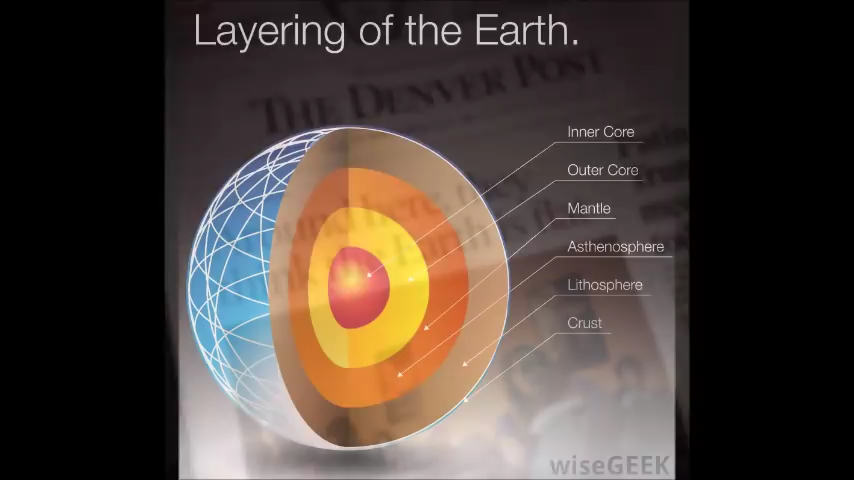 Layering of the Earth.
THE DENVER POST
Inner Core
Outer Core
Mantle
Asthenosphere
Lithosphere
Crust
wiseGEEK